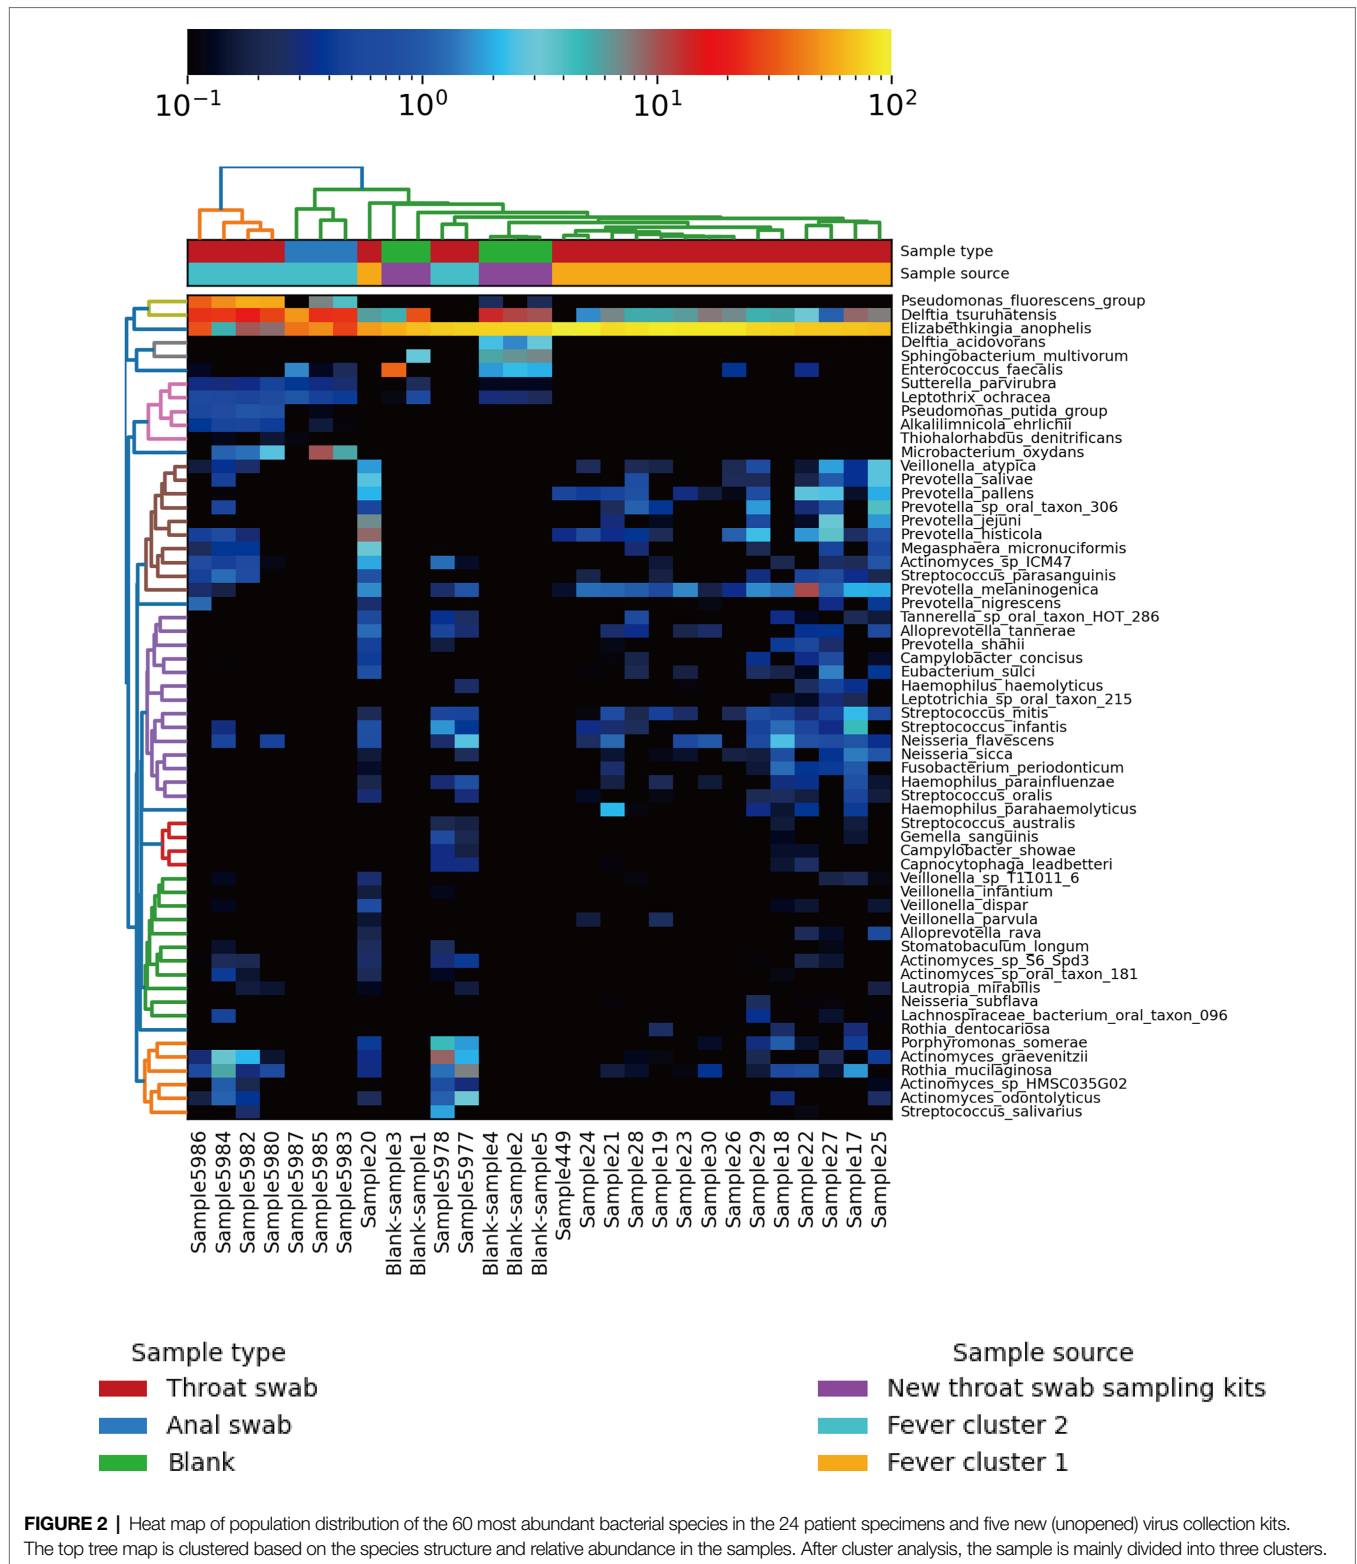 10⁻¹ 10⁰ 10¹ 10²
Sample type
Sample source
Pseudomonas_fluorescens_group
Delftia_tsuruhatensis
Elizabethkingia_anophelis
Delftia_acidovorans
Sphingobacterium_multivorum
Enterococcus_faecalis
Sutterella_parvirubra
Leptothrix_ochracea
Pseudomonas_putida_group
Alkalilimnicola_ehrlichii
Thiohalorhabdus_denitrificans
Microbacterium_oxydans
Veillonella_atypica
Prevotella_salivae
Prevotella_pallens
Prevotella_sp_oral_taxon_306
Prevotella_jejuni
Prevotella_histicola
Megasphaera_micronuciformis
Actinomyces_sp_ICM47
Streptococcus_parasanguinis
Prevotella_melaninogenica
Prevotella_nigrescens
Tannerella_sp_oral_taxon_HOT_286
Alloprevotella_tannerae
Prevotella_shahii
Campylobacter_concisus
Eubacterium_sulci
Haemophilus_haemolyticus
Leptotrichia_sp_oral_taxon_215
Streptococcus_mitis
Streptococcus_infantis
Neisseria_flavescens
Neisseria_sicca
Fusobacterium_periodonticum
Haemophilus_parainfluenzae
Streptococcus_oralis
Haemophilus_parahaemolyticus
Streptococcus_australis
Gemella_sanguinis
Campylobacter_showae
Capnocytophaga_leadbetteri
Veillonella_sp_T11011_6
Veillonella_infantium
Veillonella_dispar
Veillonella_parvula
Alloprevotella_rava
Stomatobaculum_longum
Actinomyces_sp_S6_Spd3
Actinomyces_sp_oral_taxon_181
Lautropia_mirabilis
Neisseria_subflava
Lachnospiraceae_bacterium_oral_taxon_096
Rothia_dentocariosa
Porphyromonas_somerae
Actinomyces_graevenitzii
Rothia_mucilaginosa
Actinomyces_sp_HMSC035G02
Actinomyces_odontolyticus
Streptococcus_salivarius
Sample5986
Sample5984
Sample5982
Sample5980
Sample5987
Sample5985
Sample5983
Sample20
Blank-sample3
Blank-sample1
Sample5978
Sample5977
Blank-sample4
Blank-sample2
Blank-sample5
Sample449
Sample24
Sample21
Sample28
Sample19
Sample23
Sample30
Sample26
Sample29
Sample18
Sample22
Sample27
Sample17
Sample25
Sample type
Throat swab
Anal swab
Blank
Sample source
New throat swab sampling kits
Fever cluster 2
Fever cluster 1
FIGURE 2 | Heat map of population distribution of the 60 most abundant bacterial species in the 24 patient specimens and five new (unopened) virus collection kits.
The top tree map is clustered based on the species structure and relative abundance in the samples. After cluster analysis, the sample is mainly divided into three clusters.